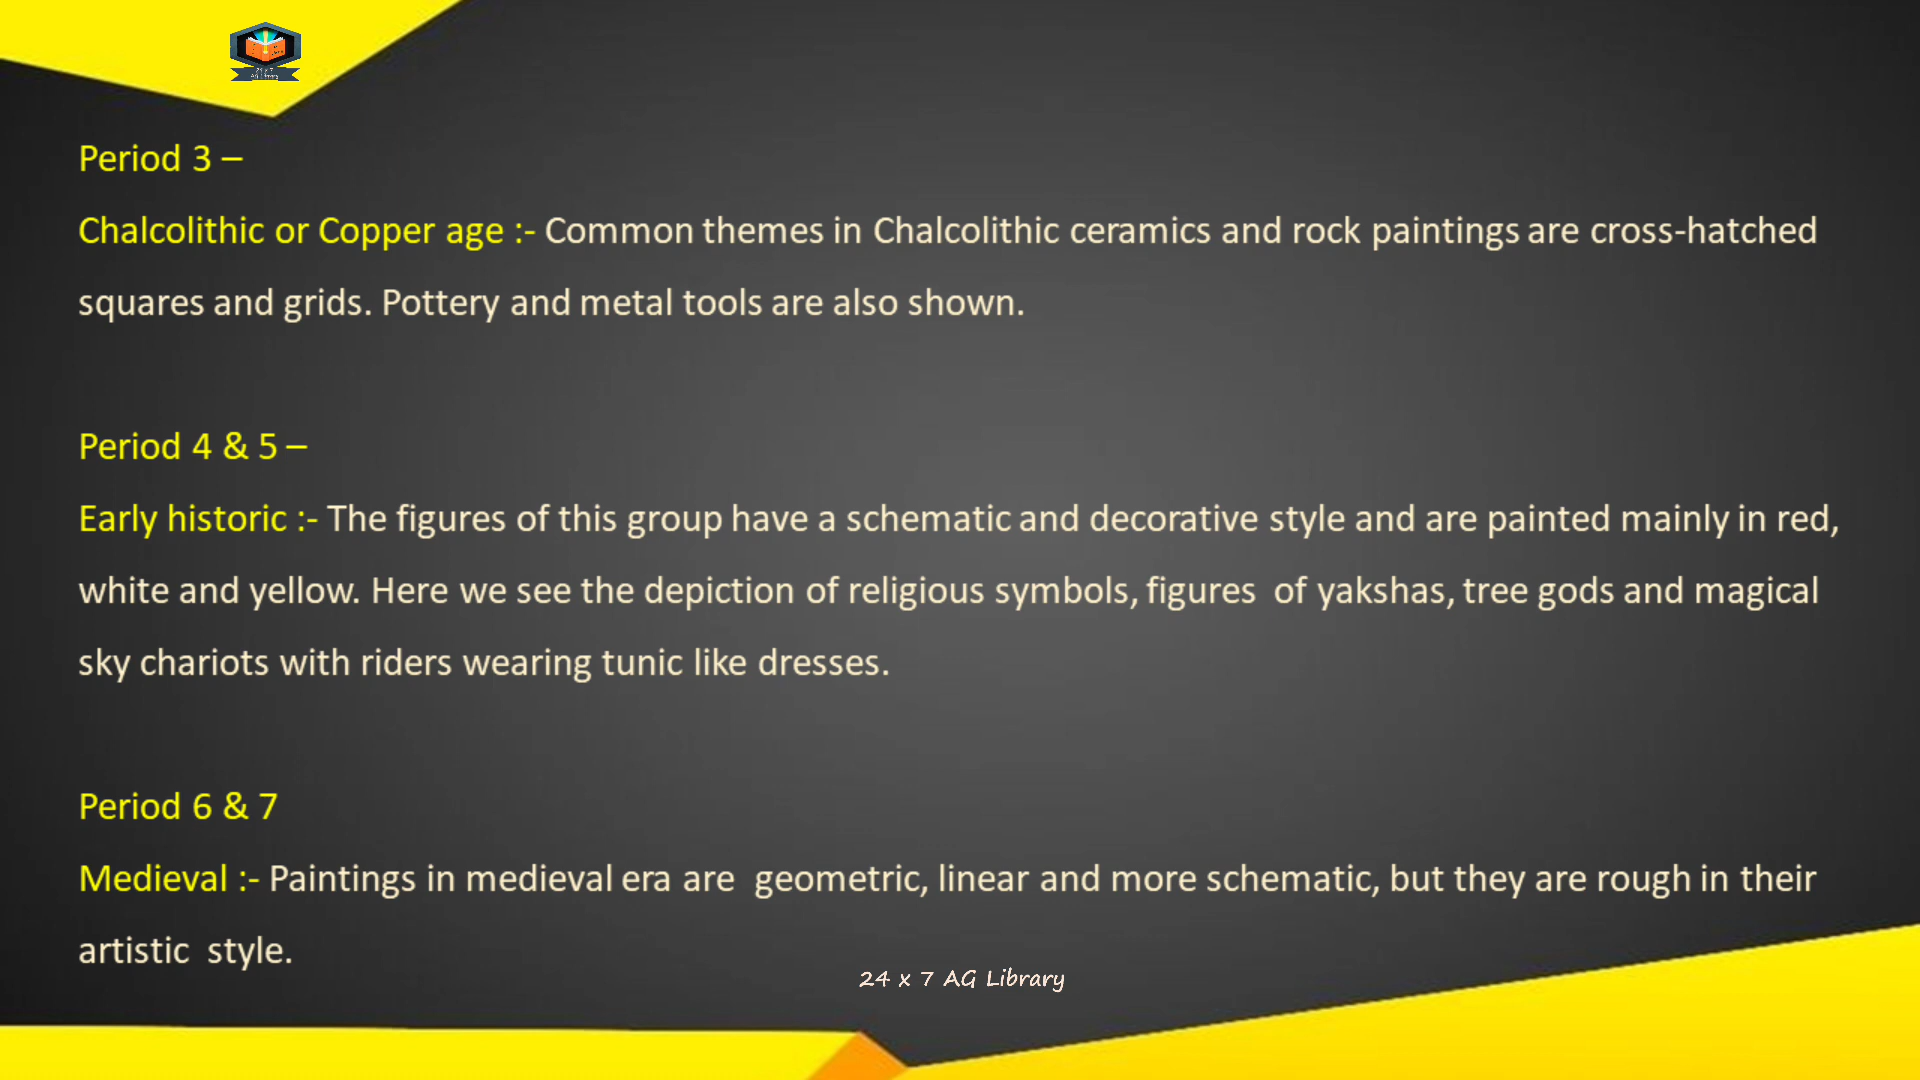 24 x 7
AG Library
Period 3 –
Chalcolithic or Copper age :- Common themes in Chalcolithic ceramics and rock paintings are cross-hatched
squares and grids. Pottery and metal tools are also shown.
Period 4 & 5 –
Early historic :- The figures of this group have a schematic and decorative style and are painted mainly in red,
white and yellow. Here we see the depiction of religious symbols, figures of yakshas, tree gods and magical
sky chariots with riders wearing tunic like dresses.
Period 6 & 7
Medieval :- Paintings in medieval era are geometric, linear and more schematic, but they are rough in their
artistic style.
24 x 7 AG Library